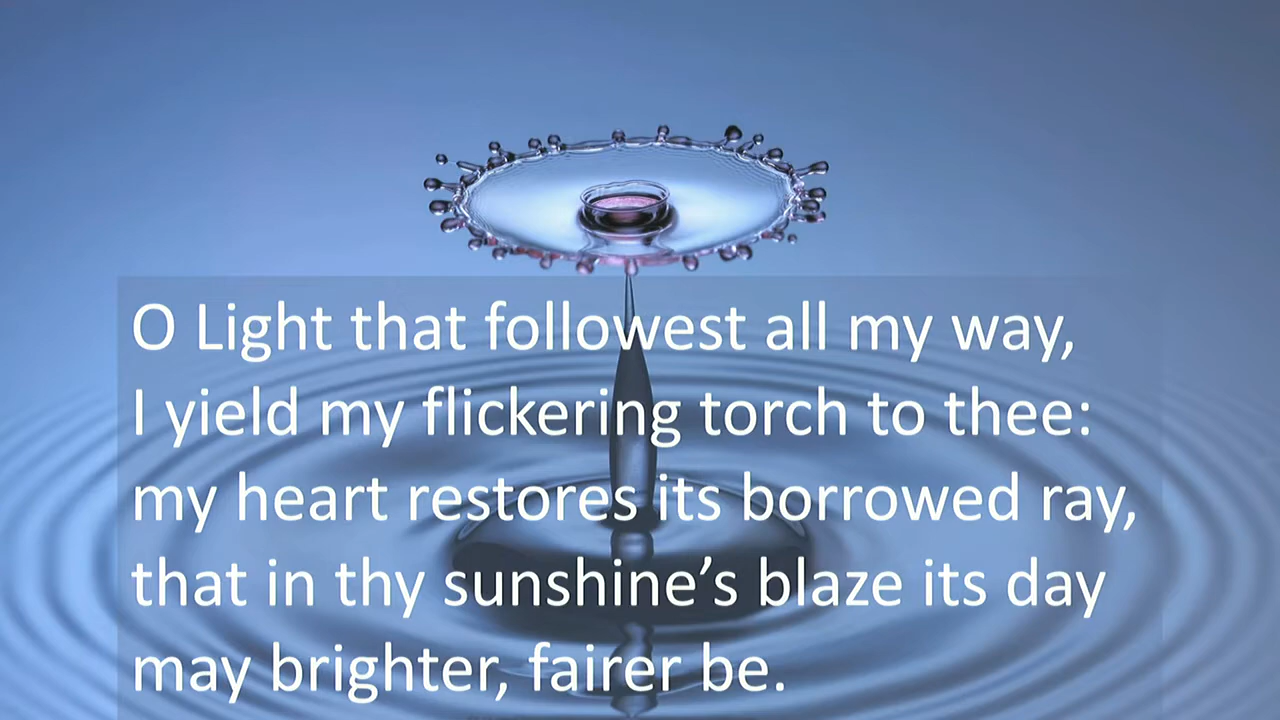 O Light that followest all my way,
I yield my flickering torch to thee:
my heart restores its borrowed ray,
that in thy sunshine’s blaze its day
may brighter, fairer be.